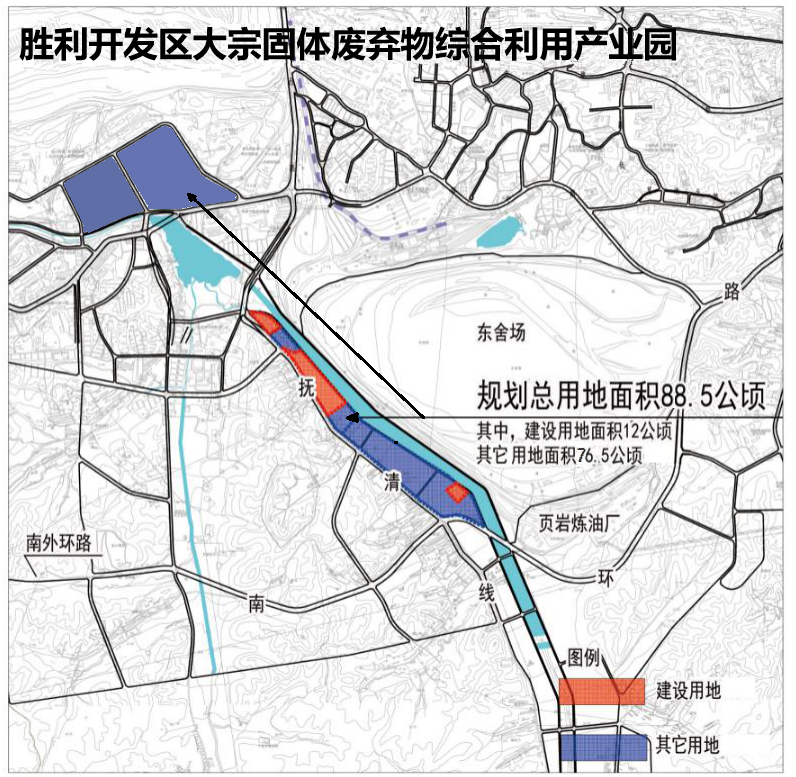 胜利开发区大宗固体废弃物综合利用产业园
路
东舍场
规划总用地面积88.5公顷
其中，建设用地面积12公顷
其它用地面积76.5公顷
抚
清
页岩炼油厂
南外环路
南
线
环
图例
建设用地
其它用地